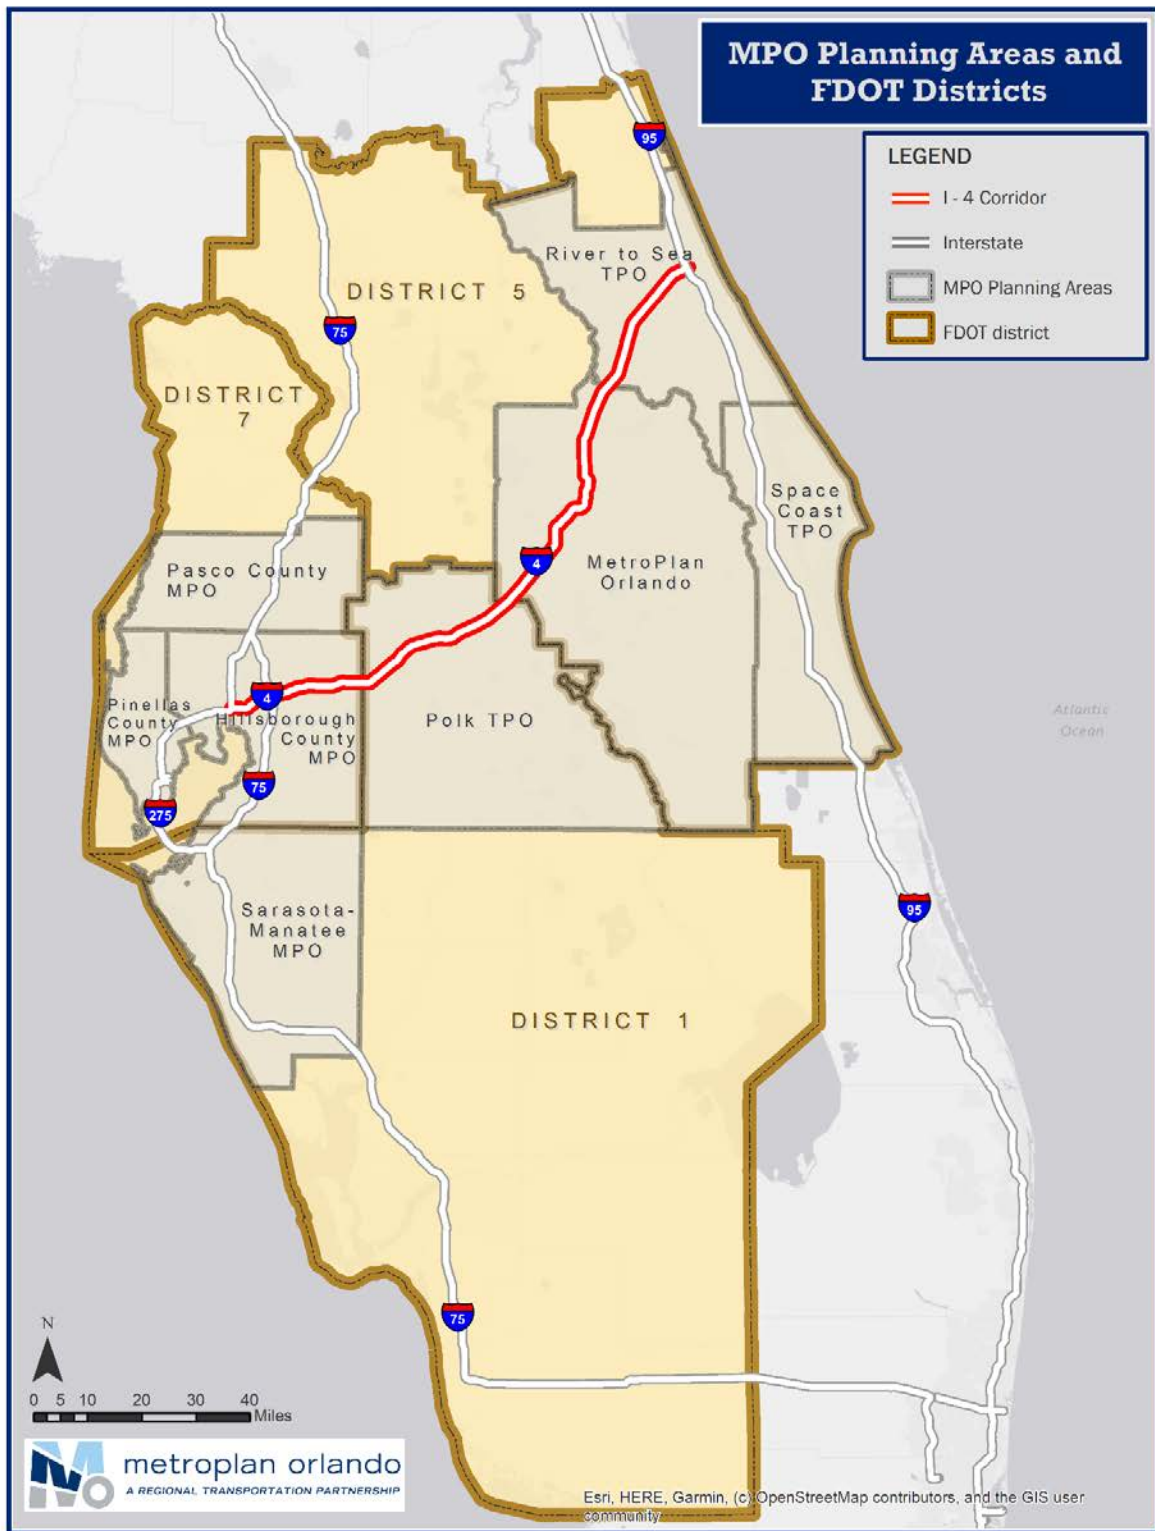 MPO Planning Areas and
FDOT Districts
LEGEND
I - 4 Corridor
Interstate
MPO Planning Areas
FDOT district
95
River to Sea
TPO
DISTRICT 5
75
DISTRICT
7
Space
Coast
TPO
4
MetroPlan
Orlando
Pasco County
MPO
4
Pinellas
County
MPO
Hillsborough
County
MPO
Polk TPO
Atlantic
Ocean
75
275
95
Sarasota-
Manatee
MPO
DISTRICT 1
75
N
0 5 10 20 30 40
Miles
metroplan orlando
A REGIONAL TRANSPORTATION PARTNERSHIP
Esri, HERE, Garmin, (c) OpenStreetMap contributors, and the GIS user
community